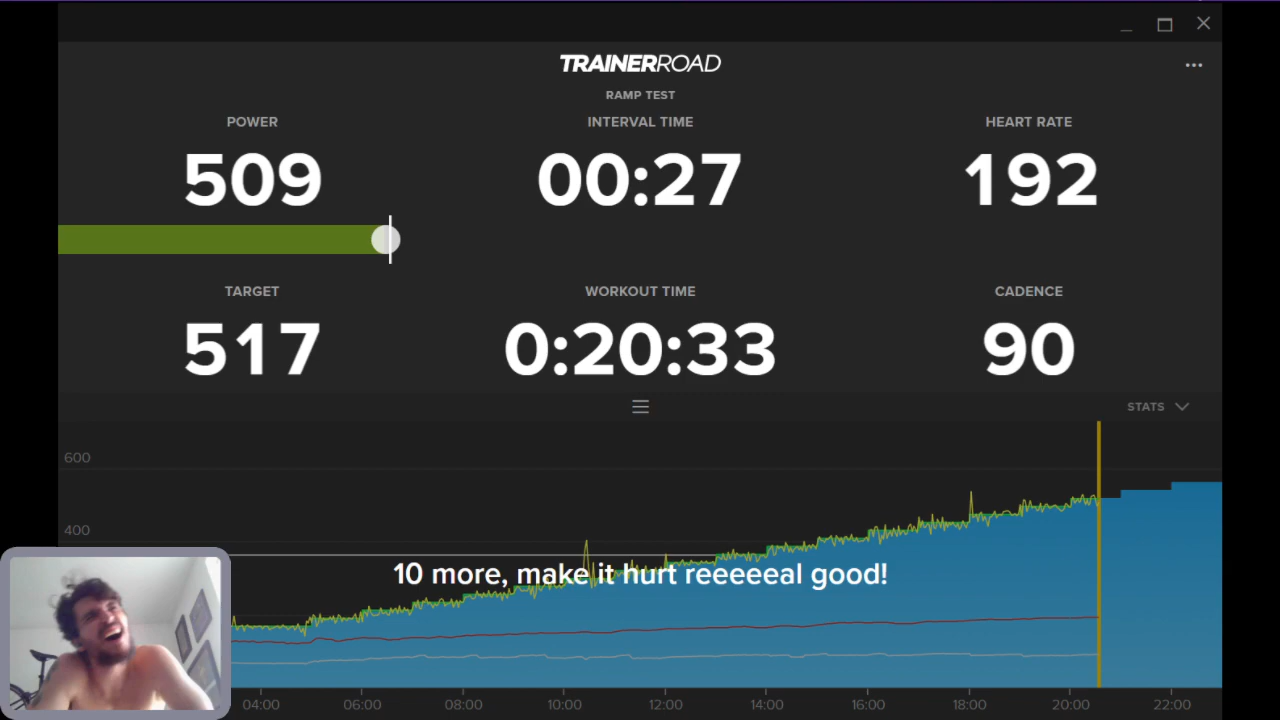 TRAINERROAD
RAMP TEST
POWER
INTERVAL TIME
HEART RATE
509
00:27
192
TARGET
WORKOUT TIME
CADENCE
517
0:20:33
90
STATS
600
400
10 more, make it hurt reeeeeal good!
04:00 06:00 08:00 10:00 12:00 14:00 16:00 18:00 20:00 22:00